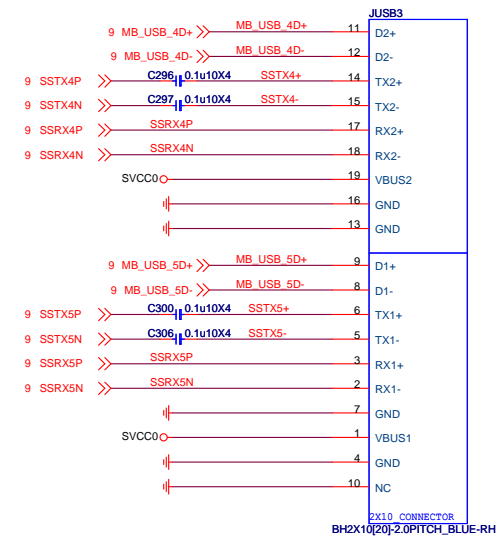 JUSB3
9 MB_USB_4D+ MB_USB_4D+ 11 D2+
9 MB_USB_4D- MB_USB_4D- 12 D2-
9 SSTX4P C296 0.1u10X4 SSTX4+ 14 TX2+
9 SSTX4N C297 0.1u10X4 SSTX4- 15 TX2-
9 SSRX4P SSRX4P 17 RX2+
9 SSRX4N SSRX4N 18 RX2-
SVCC0 19 VBUS2
16 GND
13 GND
9 MB_USB_5D+ MB_USB_5D+ 9 D1+
9 MB_USB_5D- MB_USB_5D- 8 D1-
9 SSTX5P C300 0.1u10X4 SSTX5+ 6 TX1+
9 SSTX5N C306 0.1u10X4 SSTX5- 5 TX1-
9 SSRX5P SSRX5P 3 RX1+
9 SSRX5N SSRX5N 2 RX1-
7 GND
SVCC0 1 VBUS1
4 GND
10 NC
2X10_CONNECTOR
BH2X10[20]-2.0PITCH_BLUE-RH